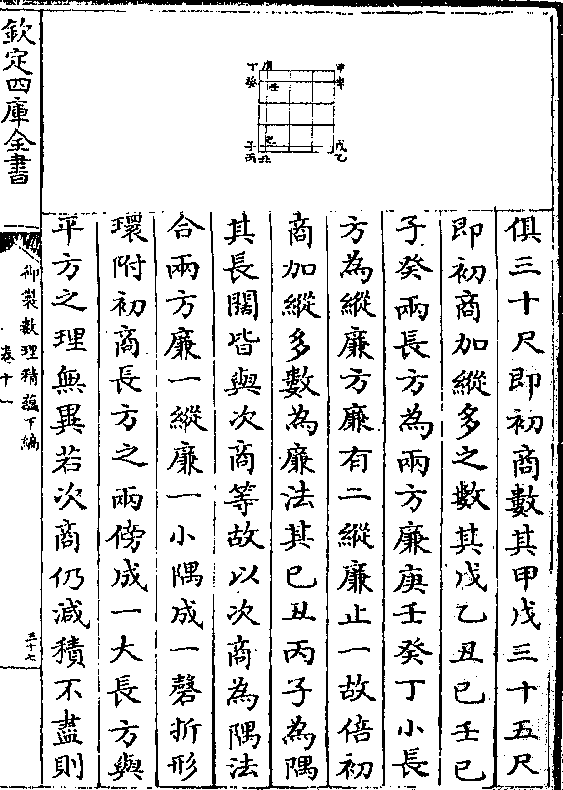 俱三十尺即初商數其甲戊三十五尺
即初商加縱多之數其戊乙丑已壬已
子癸兩長方為兩方廉庚壬癸丁小長
方為縱廉方廉有二縱廉止一故倍初
商加縱多數為廉法其已丑丙子為隅
其長闊皆與次商等故以次商為隅法
合兩方廉一縱廉一小隅成一磬折形
環附初商長方之兩傍成一大長方與
平方之理無異若次商仍減積不盡則
欽定四庫全書
御製數理精蘊下編
卷十一
三十七
丁
庚
甲
癸
壬
辛
已
子
戊
丙
丑
乙